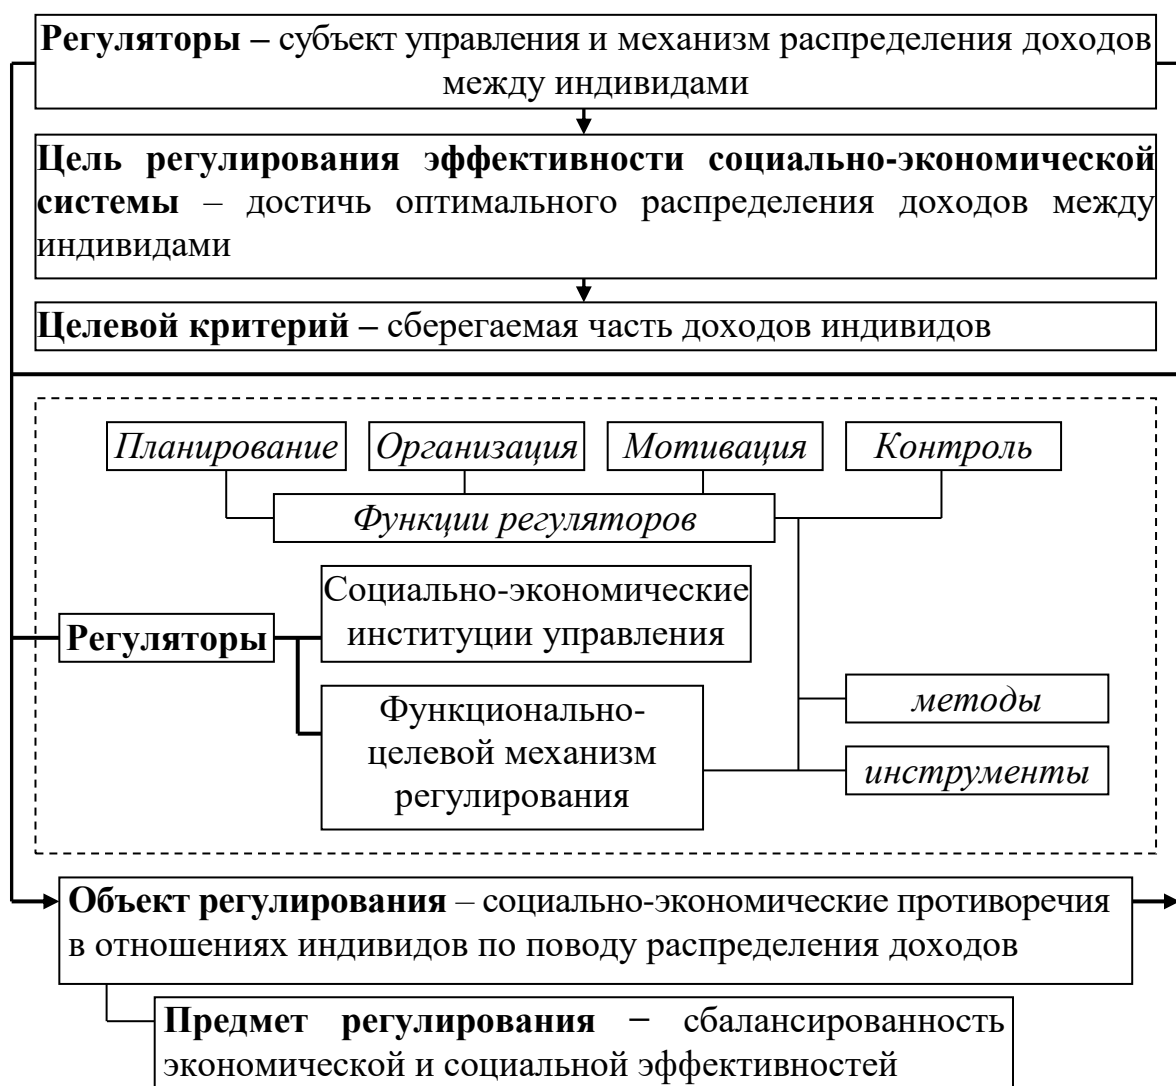 Регуляторы – субъект управления и механизм распределения доходов
между индивидами
Цель регулирования эффективности социально-экономической
системы – достичь оптимального распределения доходов между
индивидами
Целевой критерий – сберегаемая часть доходов индивидов
Планирование
Организация
Мотивация
Контроль
Функции регуляторов
Социально-экономические
институции управления
Регуляторы
Функционально-
целевой механизм
регулирования
методы
инструменты
Объект регулирования – социально-экономические противоречия
в отношениях индивидов по поводу распределения доходов
Предмет регулирования – сбалансированность
экономической и социальной эффективностей